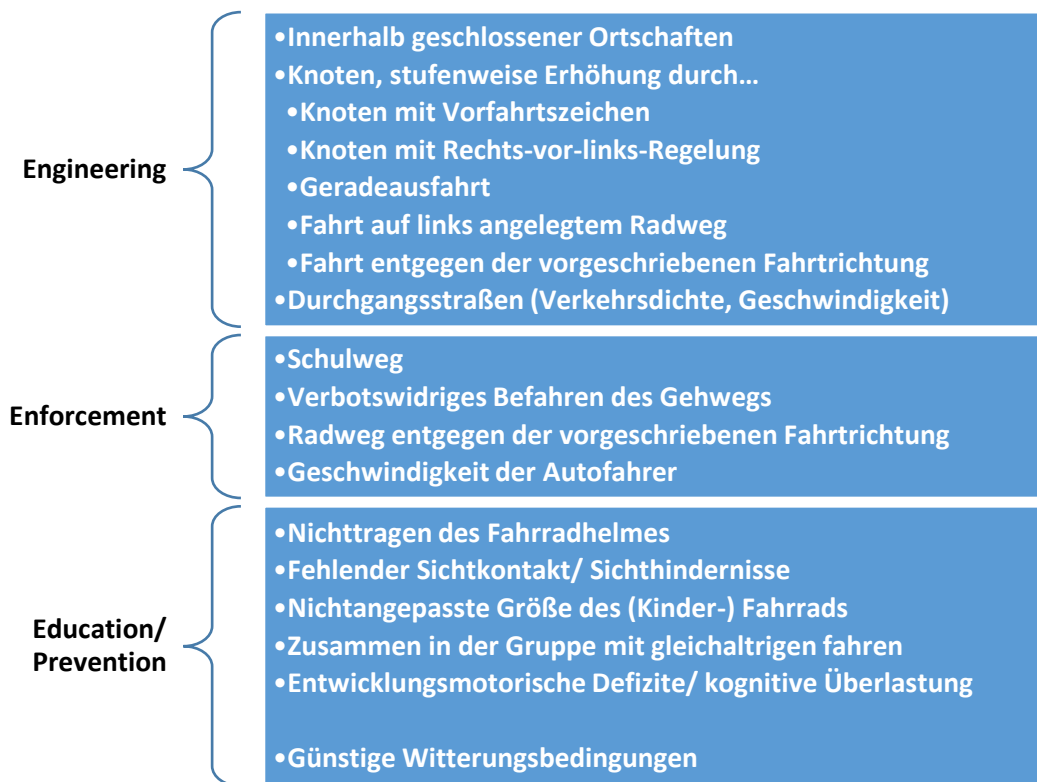 Engineering
•Innerhalb geschlossener Ortschaften
•Knoten, stufenweise Erhöhung durch…
•Knoten mit Vorfahrtszeichen
•Knoten mit Rechts-vor-links-Regelung
•Geradeausfahrt
•Fahrt auf links angelegtem Radweg
•Fahrt entgegen der vorgeschriebenen Fahrtrichtung
•Durchgangsstraßen (Verkehrsdichte, Geschwindigkeit)
Enforcement
•Schulweg
•Verbotswidriges Befahren des Gehwegs
•Radweg entgegen der vorgeschriebenen Fahrtrichtung
•Geschwindigkeit der Autofahrer
Education/
Prevention
•Nichttragen des Fahrradhelmes
•Fehlender Sichtkontakt/ Sichthindernisse
•Nichtangepasste Größe des (Kinder-) Fahrrads
•Zusammen in der Gruppe mit gleichaltrigen fahren
•Entwicklungsmotorische Defizite/ kognitive Überlastung
•Günstige Witterungsbedingungen